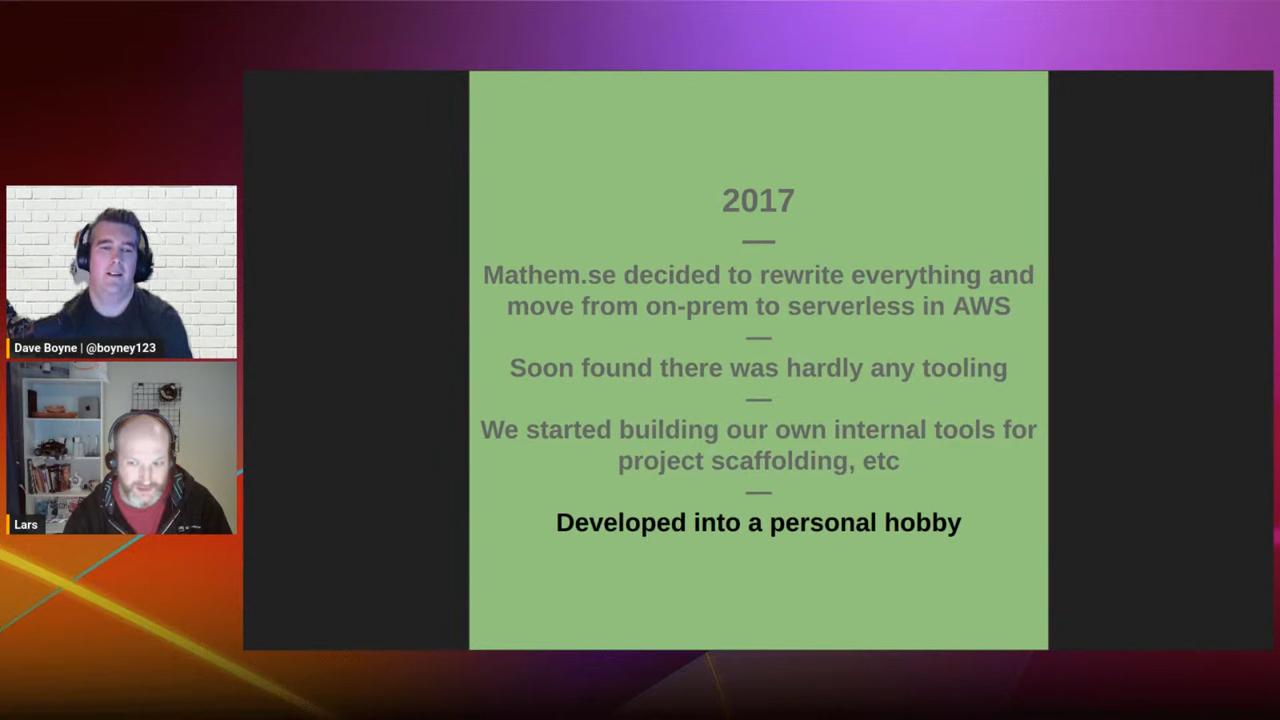 2017
—
Mathem.se decided to rewrite everything and
move from on-prem to serverless in AWS
—
Soon found there was hardly any tooling
—
We started building our own internal tools for
project scaffolding, etc
—
Developed into a personal hobby
Dave Boyne | @boyney123
Lars